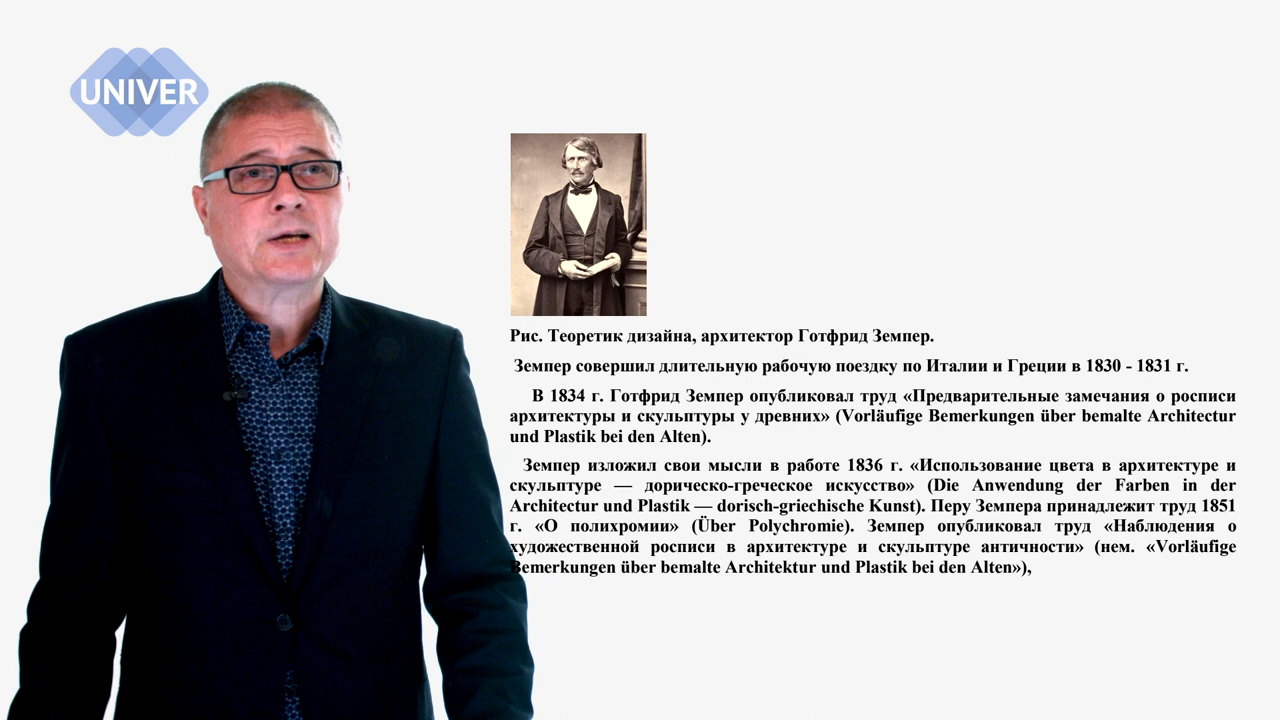 UNIVER
Рис. Теоретик дизайна, архитектор Готфрид Земпер.
Земпер совершил длительную рабочую поездку по Италии и Греции в 1830 - 1831 г.
В 1834 г. Готфрид Земпер опубликовал труд «Предварительные замечания о росписи
архитектуры и скульптуры у древних» (Vorläufige Bemerkungen über bemalte Architectur
und Plastik bei den Alten).
Земпер изложил свои мысли в работе 1836 г. «Использование цвета в архитектуре и
скульптуре — дорическо-греческое искусство» (Die Anwendung der Farben in der
Architectur und Plastik — dorisch-griechische Kunst). Перу Земпера принадлежит труд 1851
г. «О полихромии» (Über Polychromie). Земпер опубликовал труд «Наблюдения о
художественной росписи в архитектуре и скульптуре античности» (нем. «Vorläufige
Bemerkungen über bemalte Architektur und Plastik bei den Alten»),